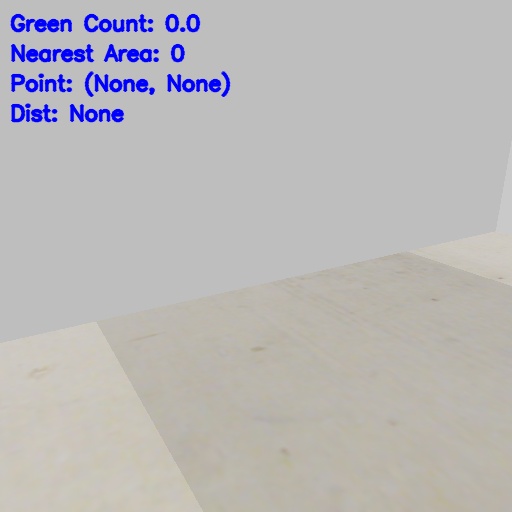 Green Count: 0.0
Nearest Area: 0
Point: (None, None)
Dist: None